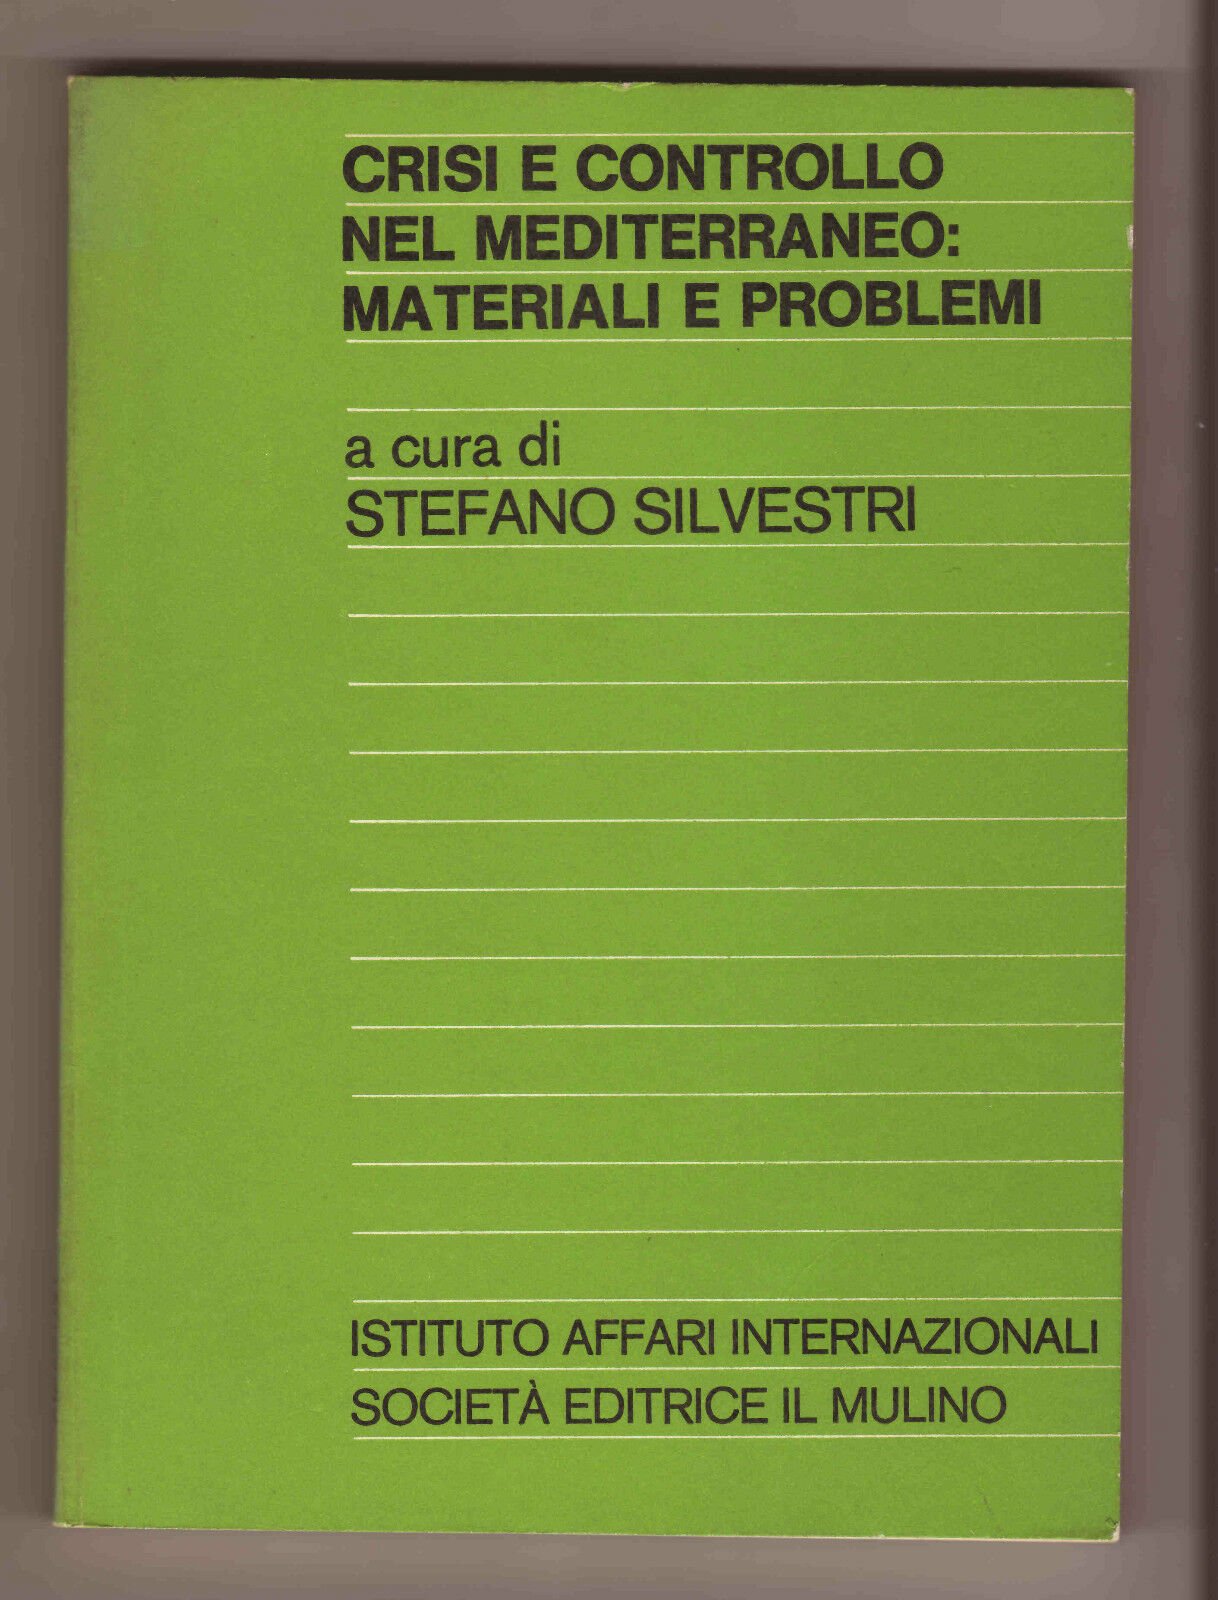 CRISI E CONTROLLO
NEL MEDITERRANEO:
MATERIALI E PROBLEMI
a cura di
STEFANO SILVESTRI
ISTITUTO AFFARI INTERNAZIONALI
SOCIETÀ EDITRICE IL MULINO